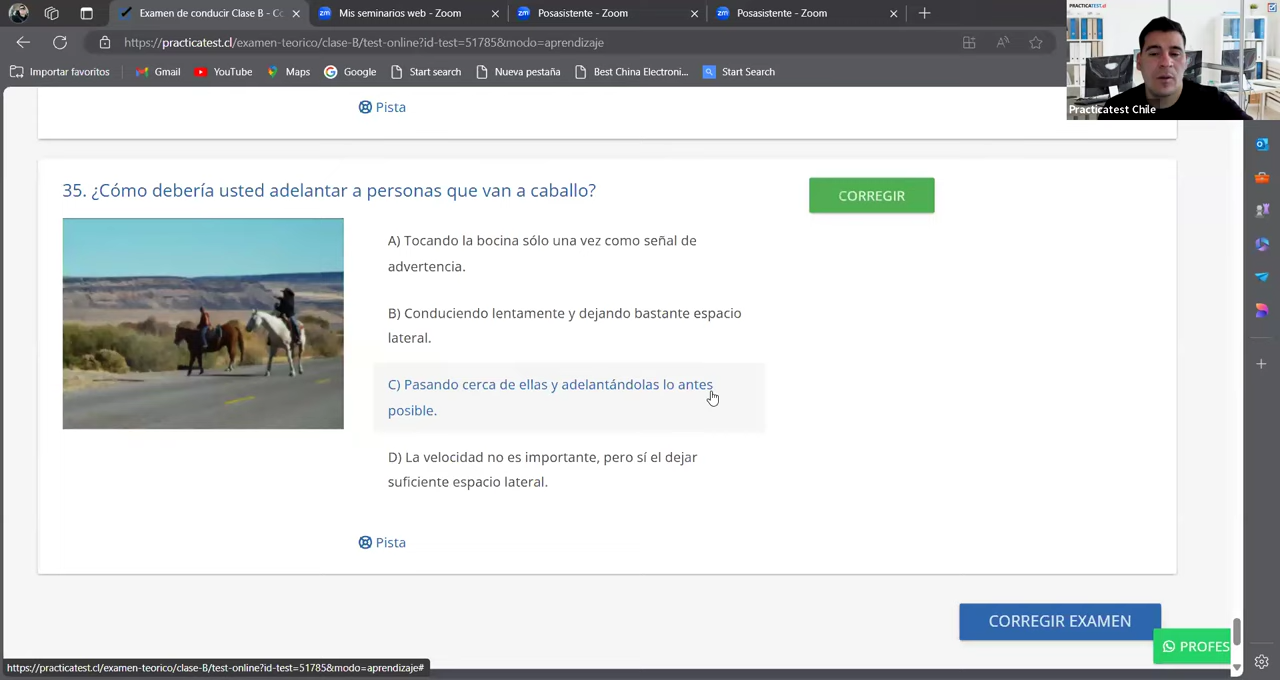 Examen de conducir Clase B - Co
Mis seminarios web - Zoom
Posasistente - Zoom
Posasistente - Zoom
https://practicatest.cl/examen-teorico/clase-B/test-online?id-test=51785&modo=aprendizaje
Importar favoritos
Gmail
YouTube
Maps
Google
Start search
Nueva pestaña
Best China Electroni...
Start Search
PRACTICATEST.cl
Practicatest Chile
Pista
35. ¿Cómo debería usted adelantar a personas que van a caballo?
CORREGIR
A) Tocando la bocina sólo una vez como señal de
advertencia.
B) Conduciendo lentamente y dejando bastante espacio
lateral.
C) Pasando cerca de ellas y adelantándolas lo antes
posible.
D) La velocidad no es importante, pero sí el dejar
suficiente espacio lateral.
Pista
CORREGIR EXAMEN
PROFES
https://practicatest.cl/examen-teorico/clase-B/test-online?id-test=51785&modo=aprendizaje#